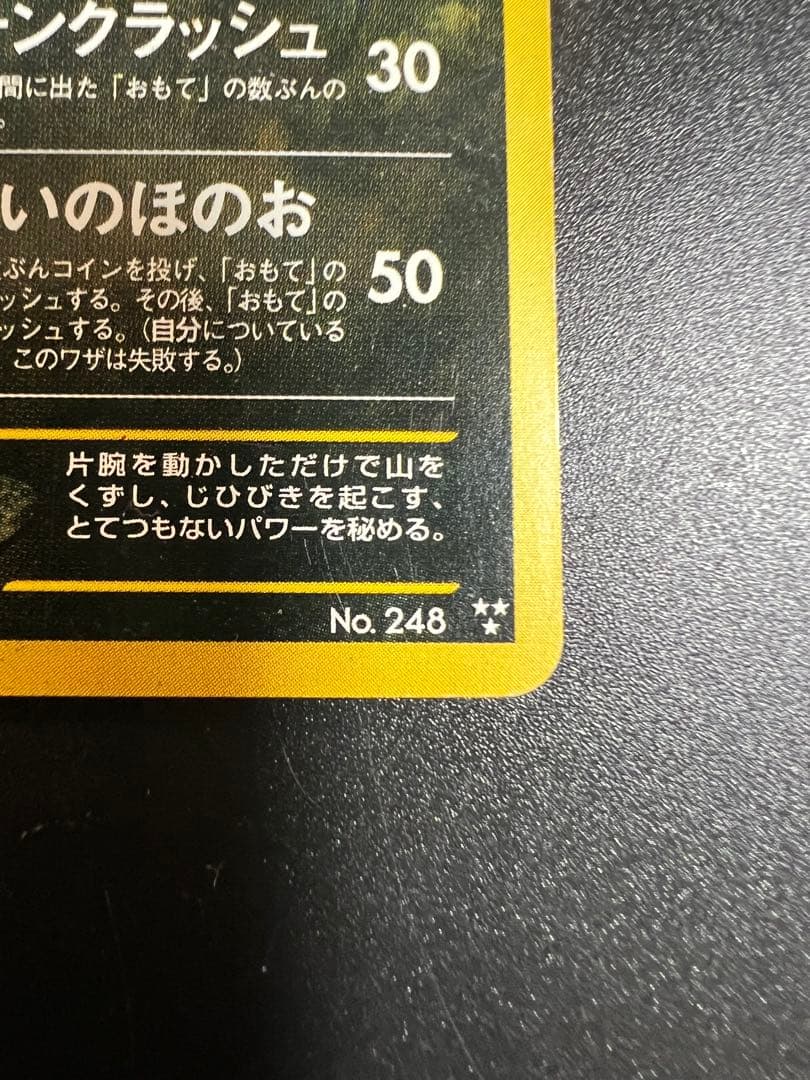 ーンクラッシュ 30
間に出た「おもて」の数ぶんの
。
いのほのお
ぶんコインを投げ、「おもて」の 50
ッシュする。その後、「おもて」の
ッシュする。(自分についている
このワザは失敗する。)
片腕を動かしただけで山を
くずし、じひびきを起こす、
とてつもないパワーを秘める。
No. 248 ★★★